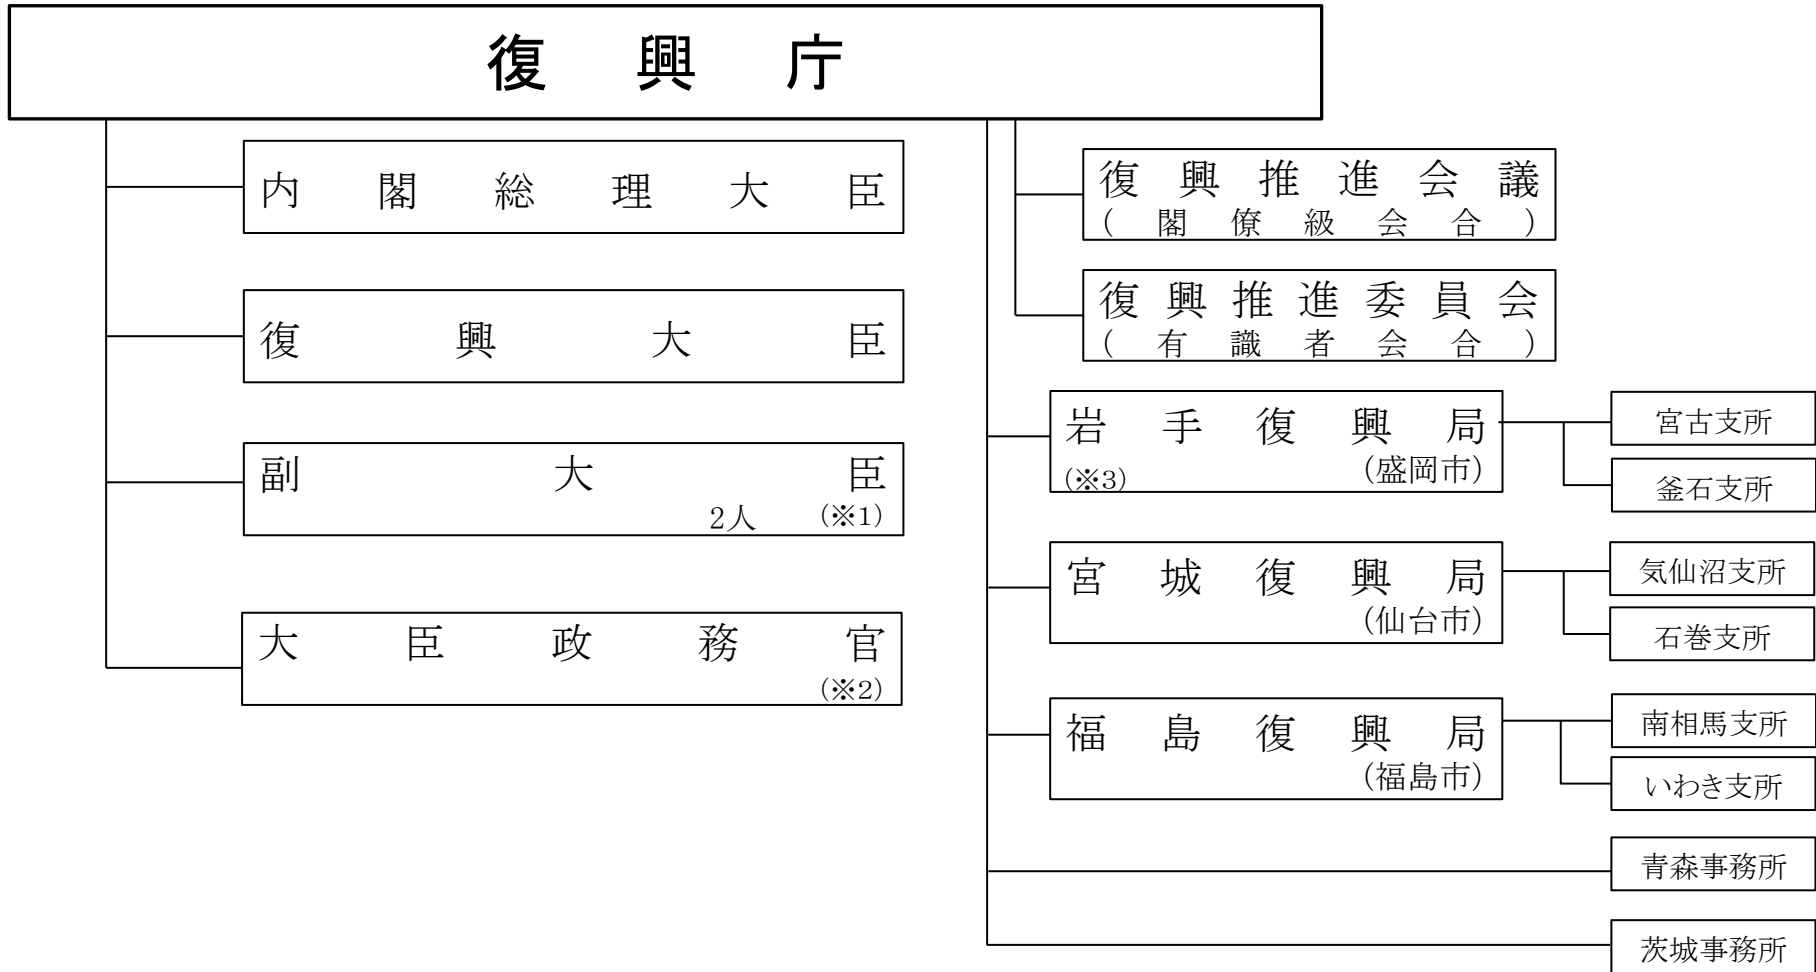 復興庁
内閣総理大臣
復興大臣
副大臣
2人 (※1)
大臣政務官
(※2)
復興推進会議
(閣僚級会合)
復興推進委員会
(有識者会合)
岩手復興局
(※3) (盛岡市)
宮古支所
釜石支所
宮城復興局
(仙台市)
気仙沼支所
石巻支所
福島復興局
(福島市)
南相馬支所
いわき支所
青森事務所
茨城事務所